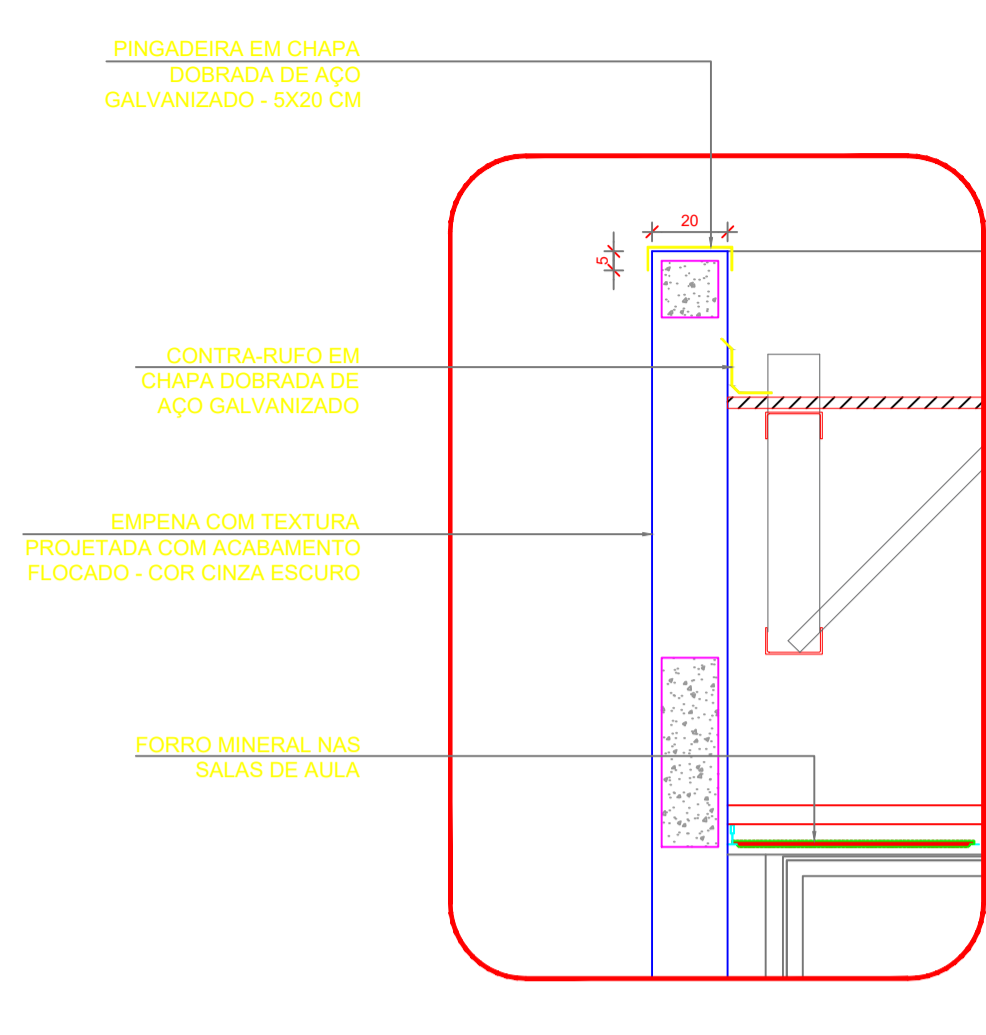 PINGADEIRA EM CHAPA
DOBRADA DE AÇO
GALVANIZADO - 5X20 CM
20
5
CONTRA-RUFO EM
CHAPA DOBRADA DE
AÇO GALVANIZADO
EMPENA COM TEXTURA
PROJETADA COM ACABAMENTO
FLOCADO - COR CINZA ESCURO
FORRO MINERAL NAS
SALAS DE AULA